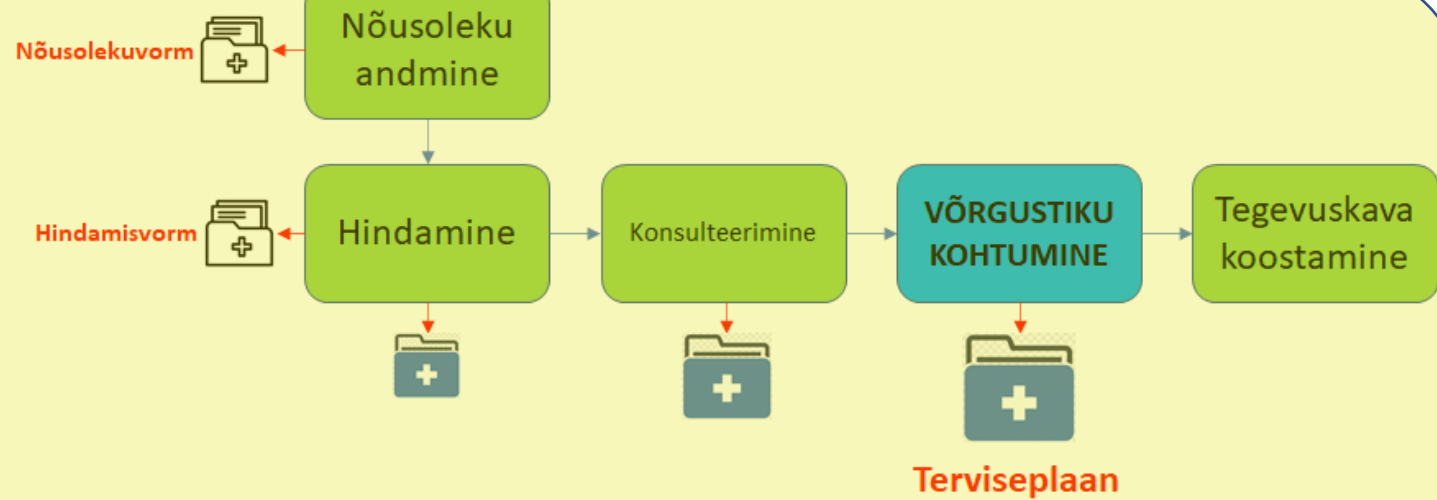 Nõusolekuvorm
Nõusoleku
andmine
Hindamisvorm
Hindamine
Konsulteerimine
VÕRGUSTIKU
KOHTUMINE
Tegevuskava
koostamine
Terviseplaan